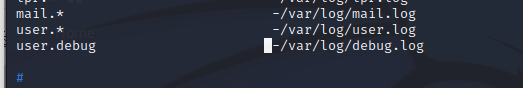 mail.* -/var/log/mail.log
user.* -/var/log/user.log
user.debug -/var/log/debug.log
#